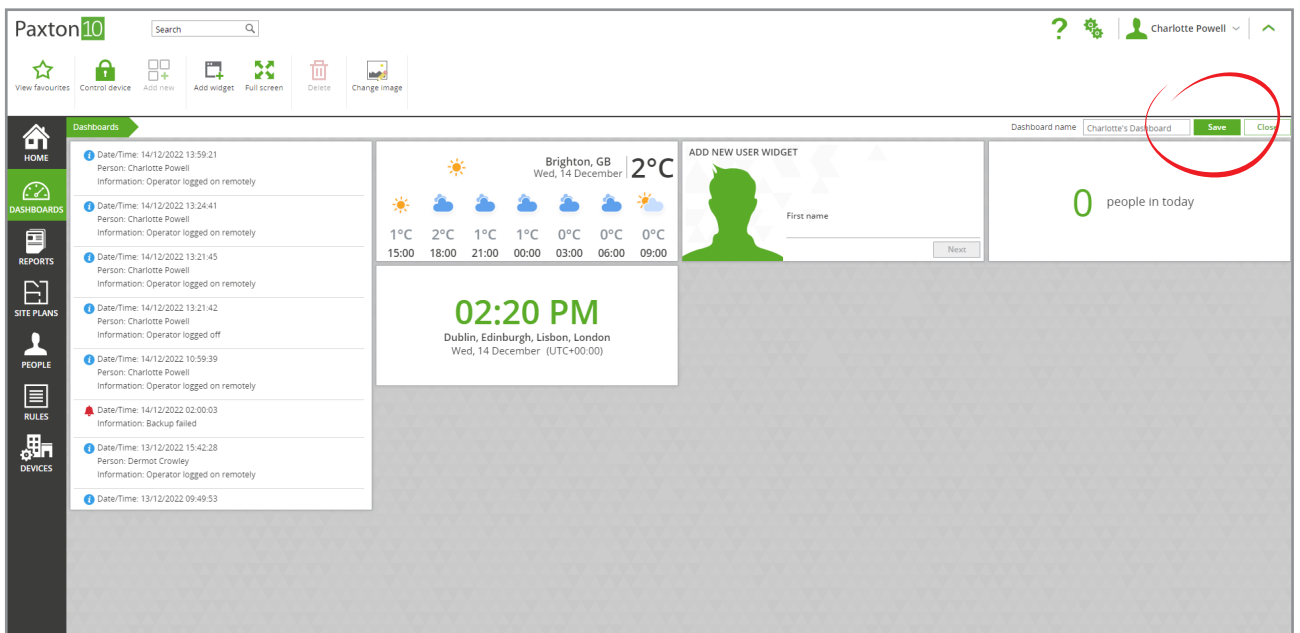 Paxton10
Search
Charlotte Powell
View favourites
Control device
Add new
Add widget
Full screen
Delete
Change image
Dashboards
Dashboard name
Charlotte's Dashboard
Save
Close
HOME
DASHBOARDS
REPORTS
SITE PLANS
PEOPLE
RULES
DEVICES
Date/Time: 14/12/2022 13:59:21
Person: Charlotte Powell
Information: Operator logged on remotely
Date/Time: 14/12/2022 13:24:41
Person: Charlotte Powell
Information: Operator logged on remotely
Date/Time: 14/12/2022 13:21:45
Person: Charlotte Powell
Information: Operator logged on remotely
Date/Time: 14/12/2022 13:21:42
Person: Charlotte Powell
Information: Operator logged off
Date/Time: 14/12/2022 10:59:39
Person: Charlotte Powell
Information: Operator logged on remotely
Date/Time: 14/12/2022 02:00:03
Information: Backup failed
Date/Time: 13/12/2022 15:42:28
Person: Dermot Crowley
Information: Operator logged on remotely
Date/Time: 13/12/2022 09:49:53
Brighton, GB
Wed, 14 December
2°C
1°C 2°C 1°C 1°C 0°C 0°C 0°C
15:00 18:00 21:00 00:00 03:00 06:00 09:00
02:20 PM
Dublin, Edinburgh, Lisbon, London
Wed, 14 December (UTC+00:00)
ADD NEW USER WIDGET
First name
Next
0 people in today